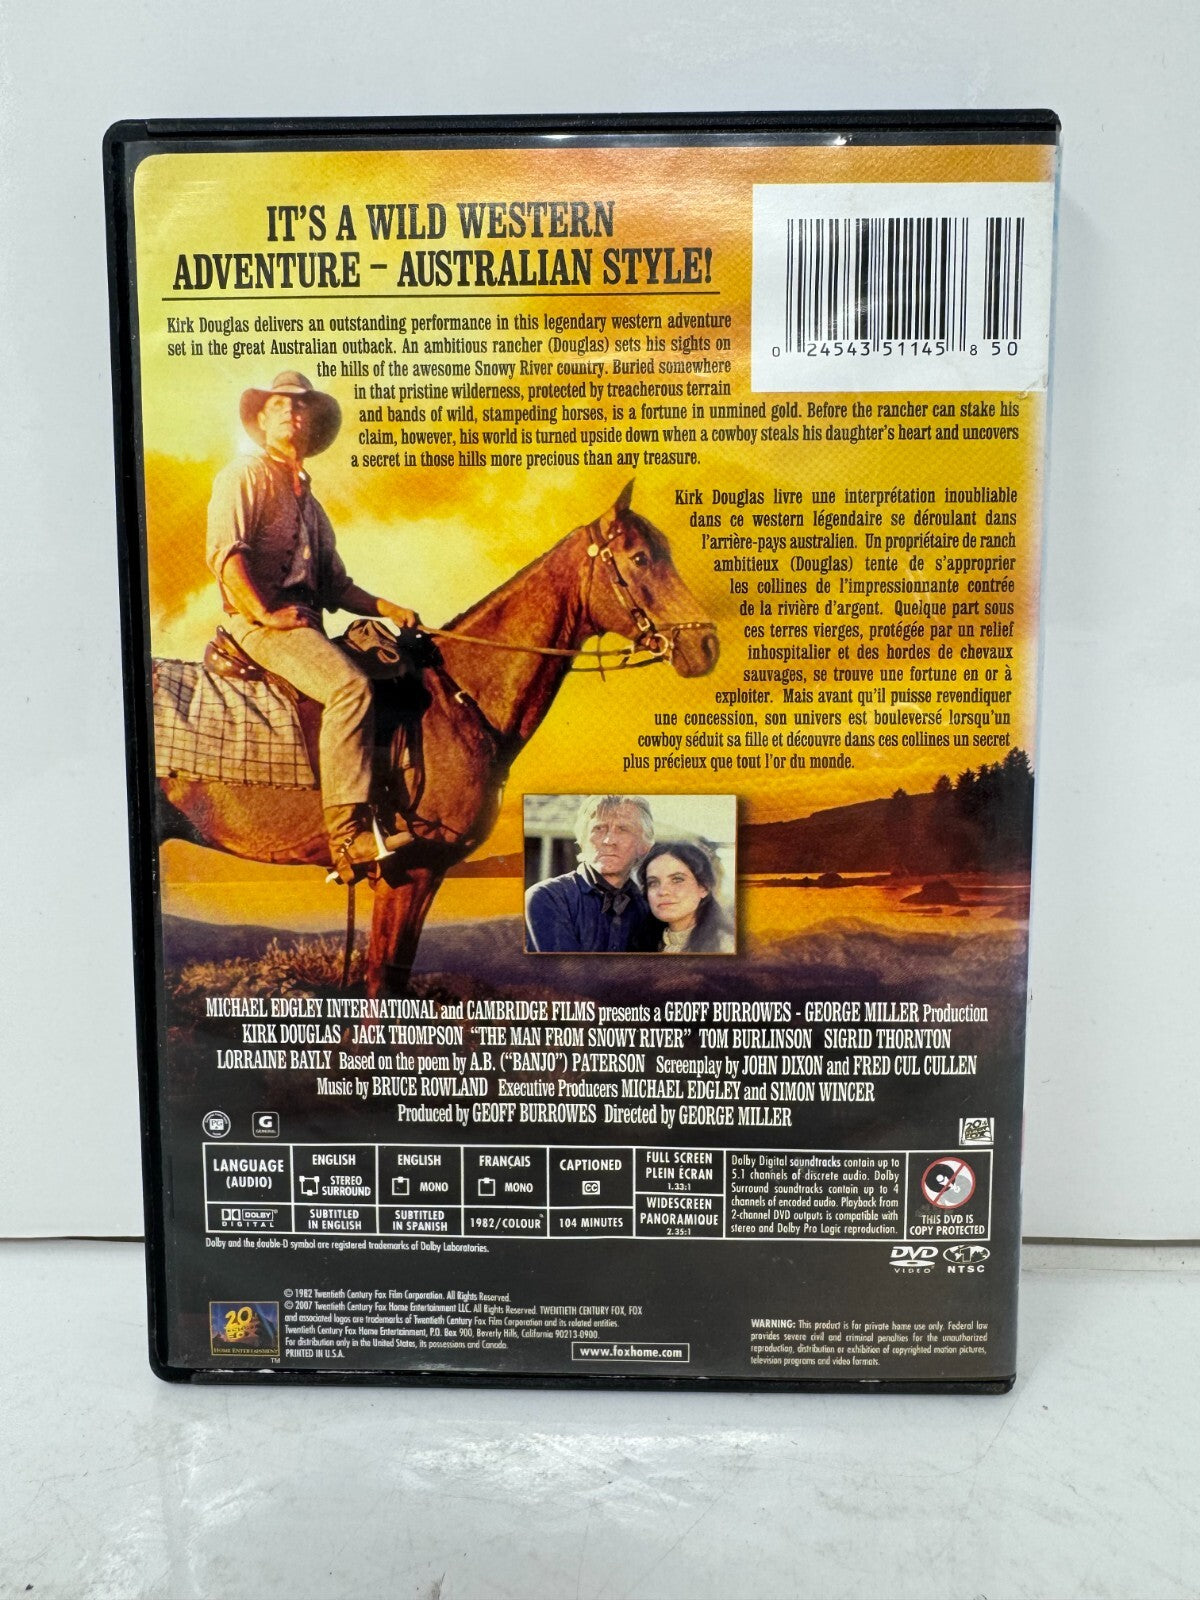 IT'S A WILD WESTERN
ADVENTURE – AUSTRALIAN STYLE!
Kirk Douglas delivers an outstanding performance in this legendary western adventure
set in the great Australian outback. An ambitious rancher (Douglas) sets his sights on
the hills of the awesome Snowy River country. Buried somewhere
in that pristine wilderness, protected by treacherous terrain
and bands of wild, stampeding horses, is a fortune in unmined gold. Before the rancher can stake his
claim, however, his world is turned upside down when a cowboy steals his daughter's heart and uncovers
a secret in those hills more precious than any treasure.
0 24543 51145 8 50
Kirk Douglas livre une interprétation inoubliable
dans ce western légendaire se déroulant dans
l'arrière-pays australien. Un propriétaire de ranch
ambitieux (Douglas) tente de s'approprier
les collines de l'impressionnante contrée
de la rivière d'argent. Quelque part sous
ces terres vierges, protégée par un relief
inhospitalier et des hordes de chevaux
sauvages, se trouve une fortune en or à
exploiter. Mais avant qu'il puisse revendiquer
une concession, son univers est bouleversé lorsqu'un
cowboy séduit sa fille et découvre dans ces collines un secret
plus précieux que tout l'or du monde.
MICHAEL EDGLEY INTERNATIONAL and CAMBRIDGE FILMS presents a GEOFF BURROWES - GEORGE MILLER Production
KIRK DOUGLAS JACK THOMPSON "THE MAN FROM SNOWY RIVER" TOM BURLINSON SIGRID THORNTON
LORRAINE BAYLY Based on the poem by A.B. ("BANJO") PATERSON Screenplay by JOHN DIXON and FRED CUL CULLEN
Music by BRUCE ROWLAND Executive Producers MICHAEL EDGLEY and SIMON WINCER
Produced by GEOFF BURROWES Directed by GEORGE MILLER
PG
G
GENERAL
20th CENTURY FOX
LANGUAGE
(AUDIO)
DOLBY
DIGITAL
ENGLISH
STEREO
SURROUND
SUBTITLED
IN ENGLISH
ENGLISH
MONO
SUBTITLED
IN SPANISH
FRANÇAIS
MONO
1982/COLOUR
CAPTIONED
CC
104 MINUTES
FULL SCREEN
PLEIN ÉCRAN
1.33:1
WIDESCREEN
PANORAMIQUE
2.35:1
Dolby Digital soundtracks contain up to
5.1 channels of discrete audio. Dolby
Surround soundtracks contain up to 4
channels of encoded audio. Playback from
2-channel DVD outputs is compatible with
stereo and Dolby Pro Logic reproduction.
THIS DVD IS
COPY PROTECTED
Dolby and the double-D symbol are registered trademarks of Dolby Laboratories.
DVD
VIDEO
1
NTSC
© 1982 Twentieth Century Fox Film Corporation. All Rights Reserved.
© 2007 Twentieth Century Fox Home Entertainment LLC. All Rights Reserved. TWENTIETH CENTURY FOX, FOX
and associated logos are trademarks of Twentieth Century Fox Film Corporation and its related entities.
Twentieth Century Fox Home Entertainment, P.O. Box 900, Beverly Hills, California 90213-0900.
For distribution only in the United States, its possessions and Canada.
PRINTED IN U.S.A.
20th CENTURY FOX
HOME ENTERTAINMENT
TM
www.foxhome.com
WARNING: This product is for private home use only. Federal law
provides severe civil and criminal penalties for the unauthorized
reproduction, distribution or exhibition of copyrighted motion pictures,
television programs and video formats.